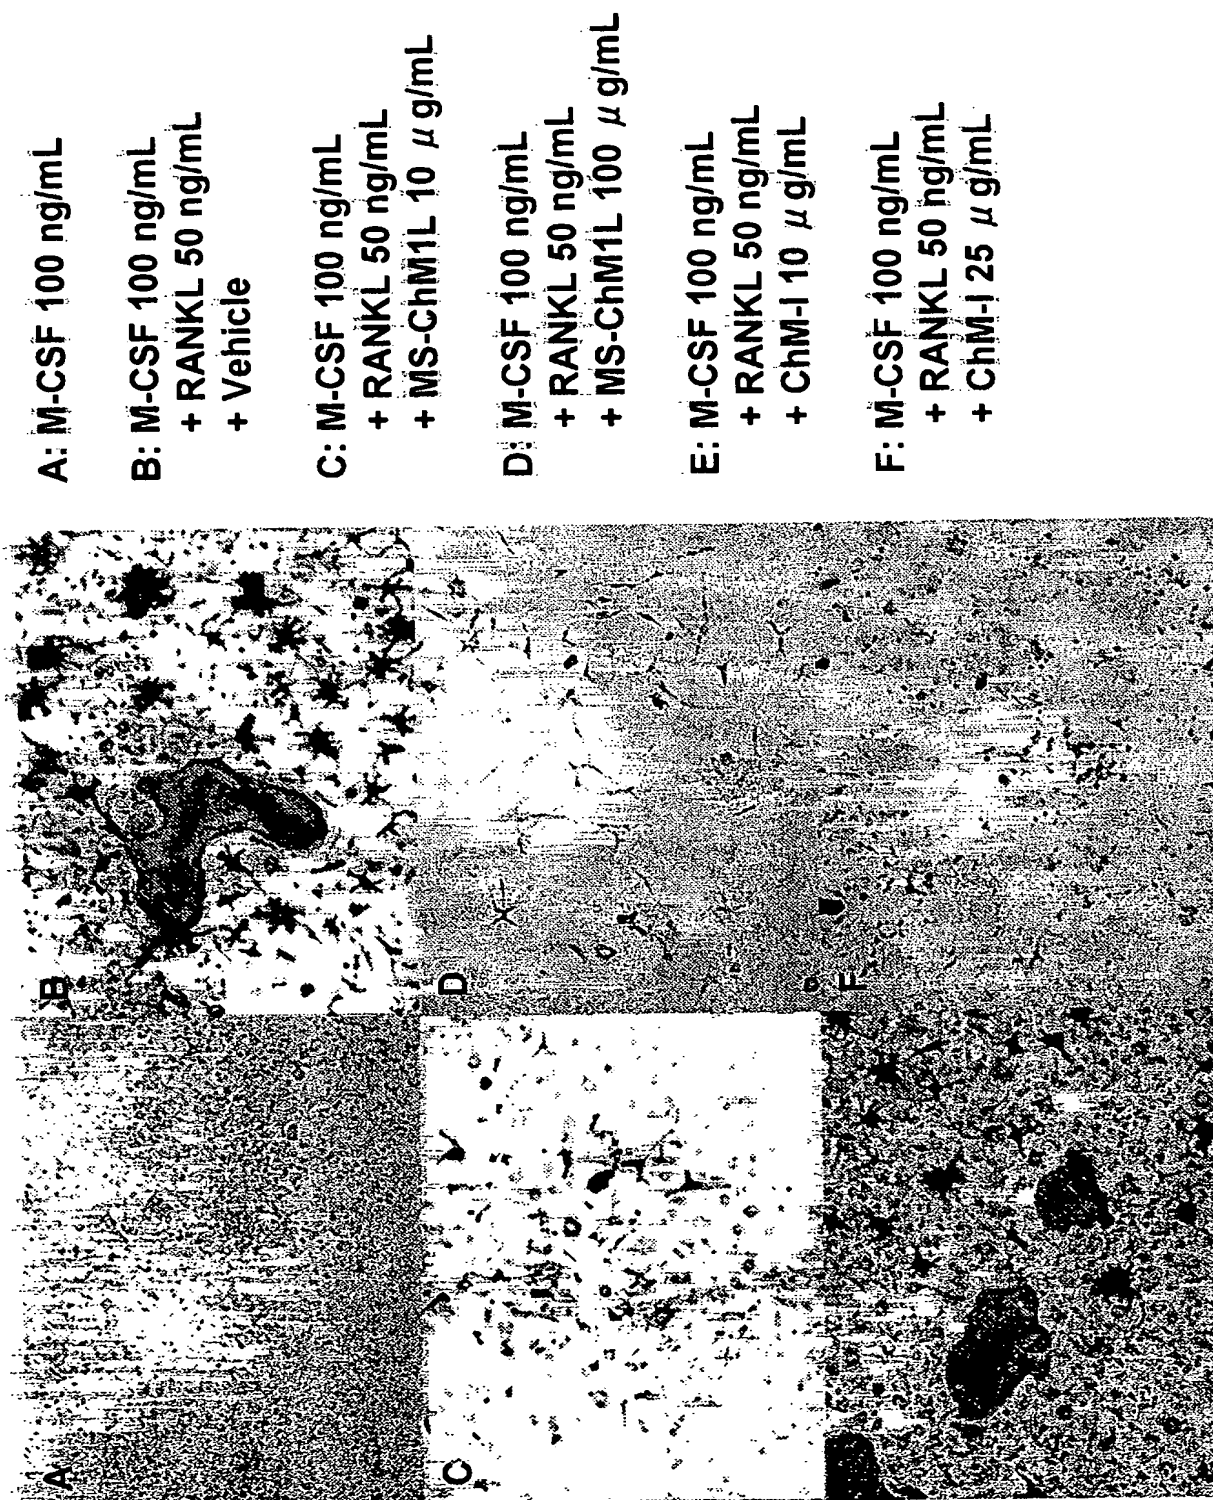 A: M-CSF 100 ng/mL
B: M-CSF 100 ng/mL
+ RANKL 50 ng/mL
+ Vehicle
C: M-CSF 100 ng/mL
+ RANKL 50 ng/mL
+ MS-ChM1L 10 μg/mL
D: M-CSF 100 ng/mL
+ RANKL 50 ng/mL
+ MS-ChM1L 100 μg/mL
E: M-CSF 100 ng/mL
+ RANKL 50 ng/mL
+ ChM-I 10 μg/mL
F: M-CSF 100 ng/mL
+ RANKL 50 ng/mL
+ ChM-I 25 μg/mL
A
B
C
D
F